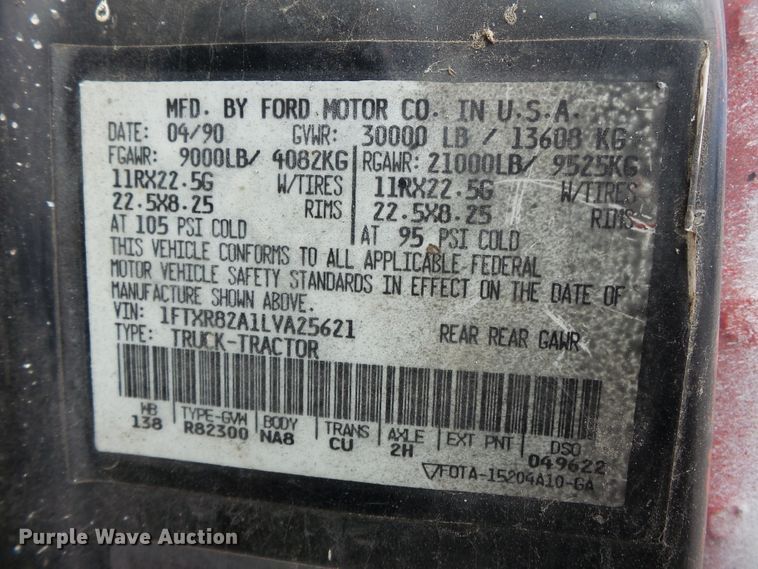 MFD. BY FORD MOTOR CO. IN U.S.A.
DATE: 04/90 GVWR: 30000 LB / 13608 KG
FGAWR: 9000LB/ 4082KG RGAWR: 21000LB/ 9525KG
11RX22.5G W/TIRES 11RX22.5G W/TIRES
22.5X8.25 RIMS 22.5X8.25 RIMS
AT 105 PSI COLD AT 95 PSI COLD
THIS VEHICLE CONFORMS TO ALL APPLICABLE FEDERAL
MOTOR VEHICLE SAFETY STANDARDS IN EFFECT ON THE DATE OF
MANUFACTURE SHOWN ABOVE.
VIN: 1FTXR82A1LVA25621
TYPE: TRUCK-TRACTOR REAR REAR GAWR
WB TYPE-GVW BODY TRANS AXLE EXT PNT DSO
138 R82300 NA8 CU 2H 049622
F0TA-15204A10-GA
Purple Wave Auction